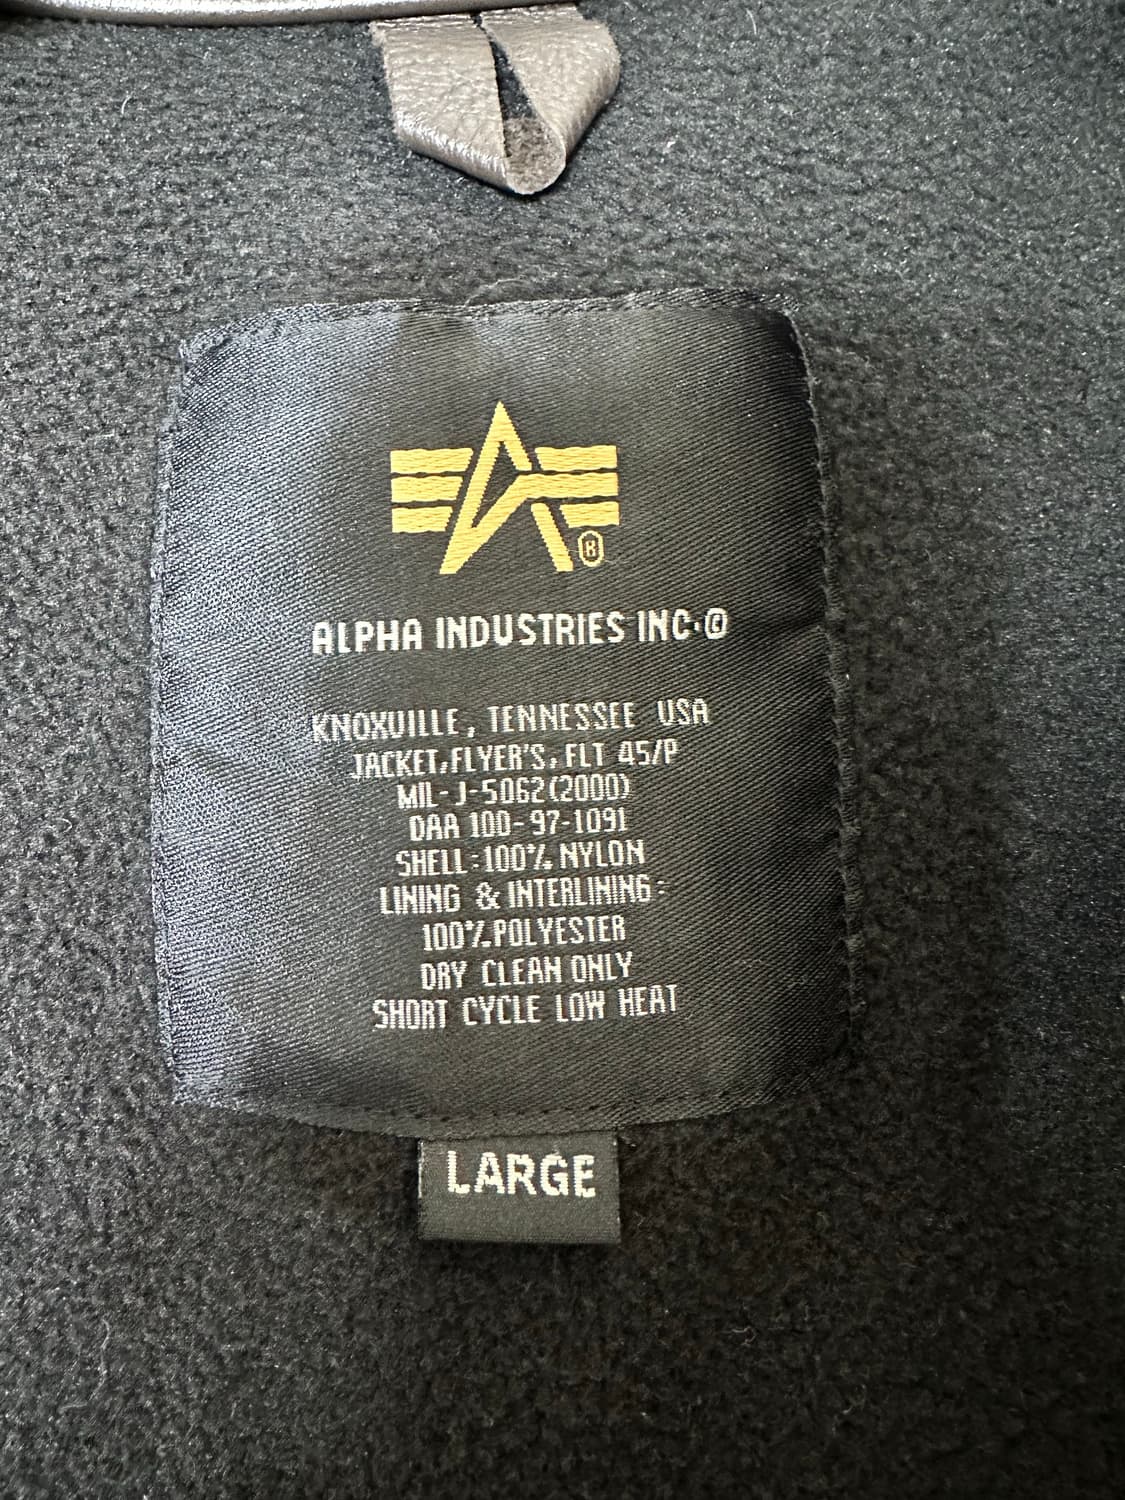 ®
ALPHA INDUSTRIES INC.©
KNOXVILLE, TENNESSEE USA
JACKET,FLYER'S, FLT 45/P
MIL-J-5062(2000)
DAA 100-97-1091
SHELL:100% NYLON
LINING & INTERLINING:
100%POLYESTER
DRY CLEAN ONLY
SHORT CYCLE LOW HEAT
LARGE